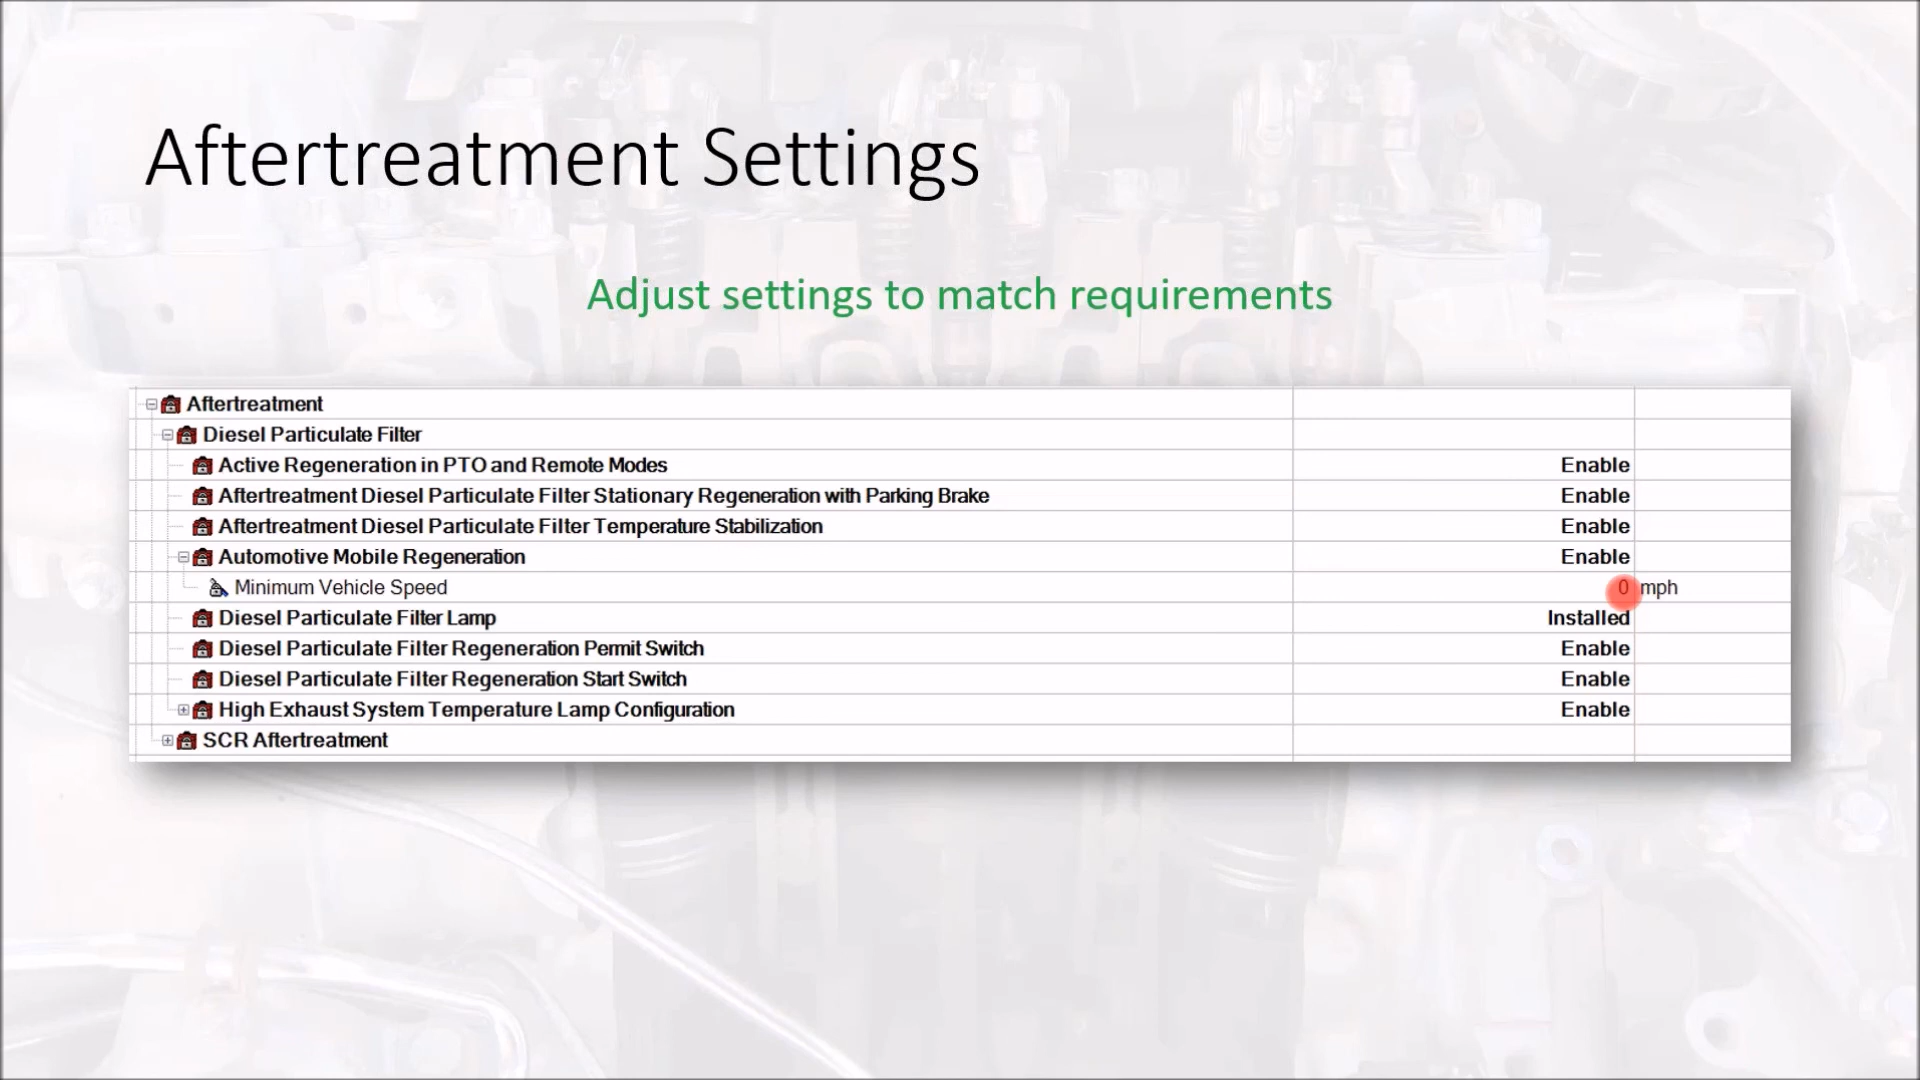 Aftertreatment Settings
Adjust settings to match requirements
Aftertreatment
Diesel Particulate Filter
Active Regeneration in PTO and Remote Modes Enable
Aftertreatment Diesel Particulate Filter Stationary Regeneration with Parking Brake Enable
Aftertreatment Diesel Particulate Filter Temperature Stabilization Enable
Automotive Mobile Regeneration Enable
Minimum Vehicle Speed 0 mph
Diesel Particulate Filter Lamp Installed
Diesel Particulate Filter Regeneration Permit Switch Enable
Diesel Particulate Filter Regeneration Start Switch Enable
High Exhaust System Temperature Lamp Configuration Enable
SCR Aftertreatment